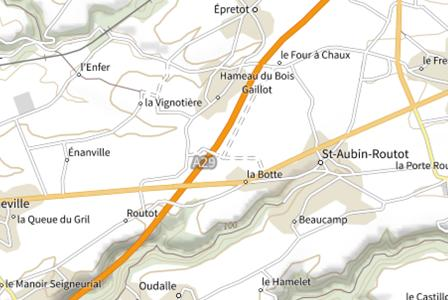 Épretot
le Four à Chaux
l'Enfer
le Fre
Hameau du Bois
Gaillot
la Vignotière
Énanville
A29
St-Aubin-Routot
la Porte Rou
la Botte
eville
la Queue du Gril
Routot
Beaucamp
100
le Manoir Seigneurial
Oudalle
le Hamelet
le Castill